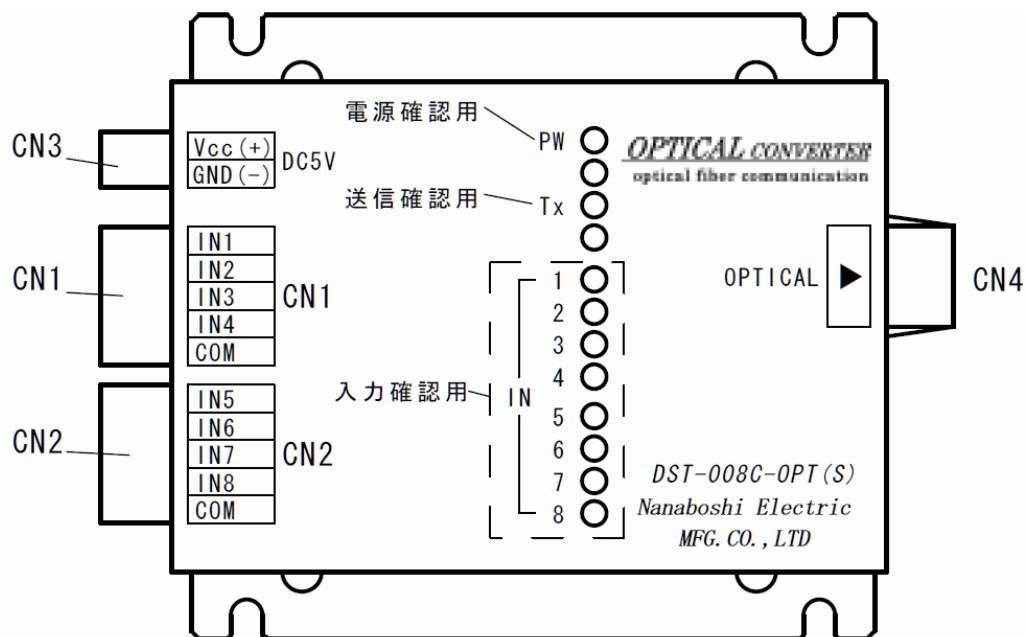 電源確認用
PW
CN3
Vcc(+)
GND(-)
DC5V
OPTICAL CONVERTER
optical fiber communication
送信確認用
Tx
CN1
IN1
IN2
IN3
IN4
COM
CN1
1
2
3
4
5
6
7
8
IN
入力確認用
OPTICAL
CN4
CN2
IN5
IN6
IN7
IN8
COM
CN2
DST-008C-OPT(S)
Nanaboshi Electric
MFG.CO.,LTD